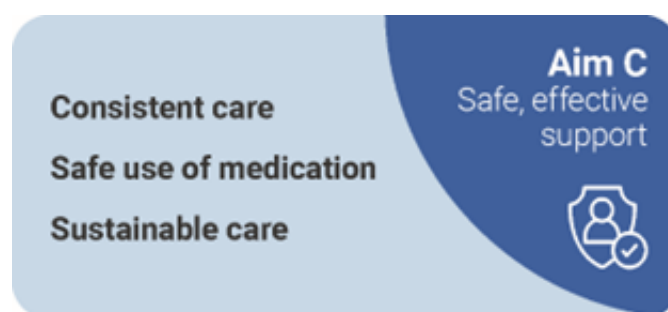 Consistent care
Safe use of medication
Sustainable care
Aim C
Safe, effective
support